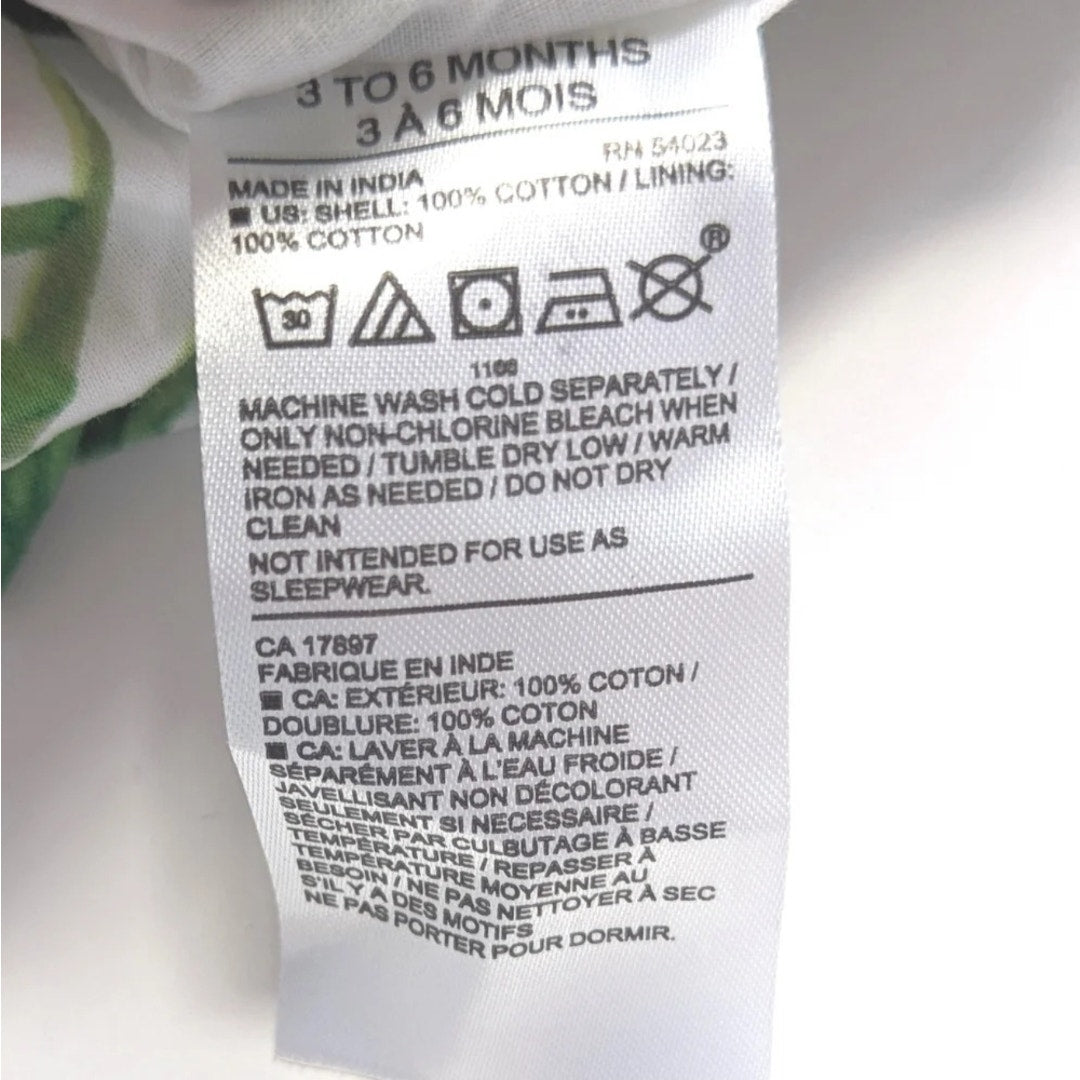 3 TO 6 MONTHS
3 À 6 MOIS
RN 54023
MADE IN INDIA
■ US: SHELL: 100% COTTON / LINING:
100% COTTON
®
30
1108
MACHINE WASH COLD SEPARATELY /
ONLY NON-CHLORINE BLEACH WHEN
NEEDED / TUMBLE DRY LOW / WARM
IRON AS NEEDED / DO NOT DRY
CLEAN
NOT INTENDED FOR USE AS
SLEEPWEAR.
CA 17897
FABRIQUE EN INDE
■ CA: EXTÉRIEUR: 100% COTON /
DOUBLURE: 100% COTON
■ CA: LAVER À LA MACHINE
SÉPARÉMENT À L'EAU FROIDE /
JAVELLISANT NON DÉCOLORANT
SEULEMENT SI NECESSAIRE /
SÉCHER PAR CULBUTAGE À BASSE
TEMPÉRATURE / REPASSER À
TEMPÉRATURE MOYENNE AU
BESOIN / NE PAS NETTOYER À SEC
S'IL Y A DES MOTIFS
NE PAS PORTER POUR DORMIR.